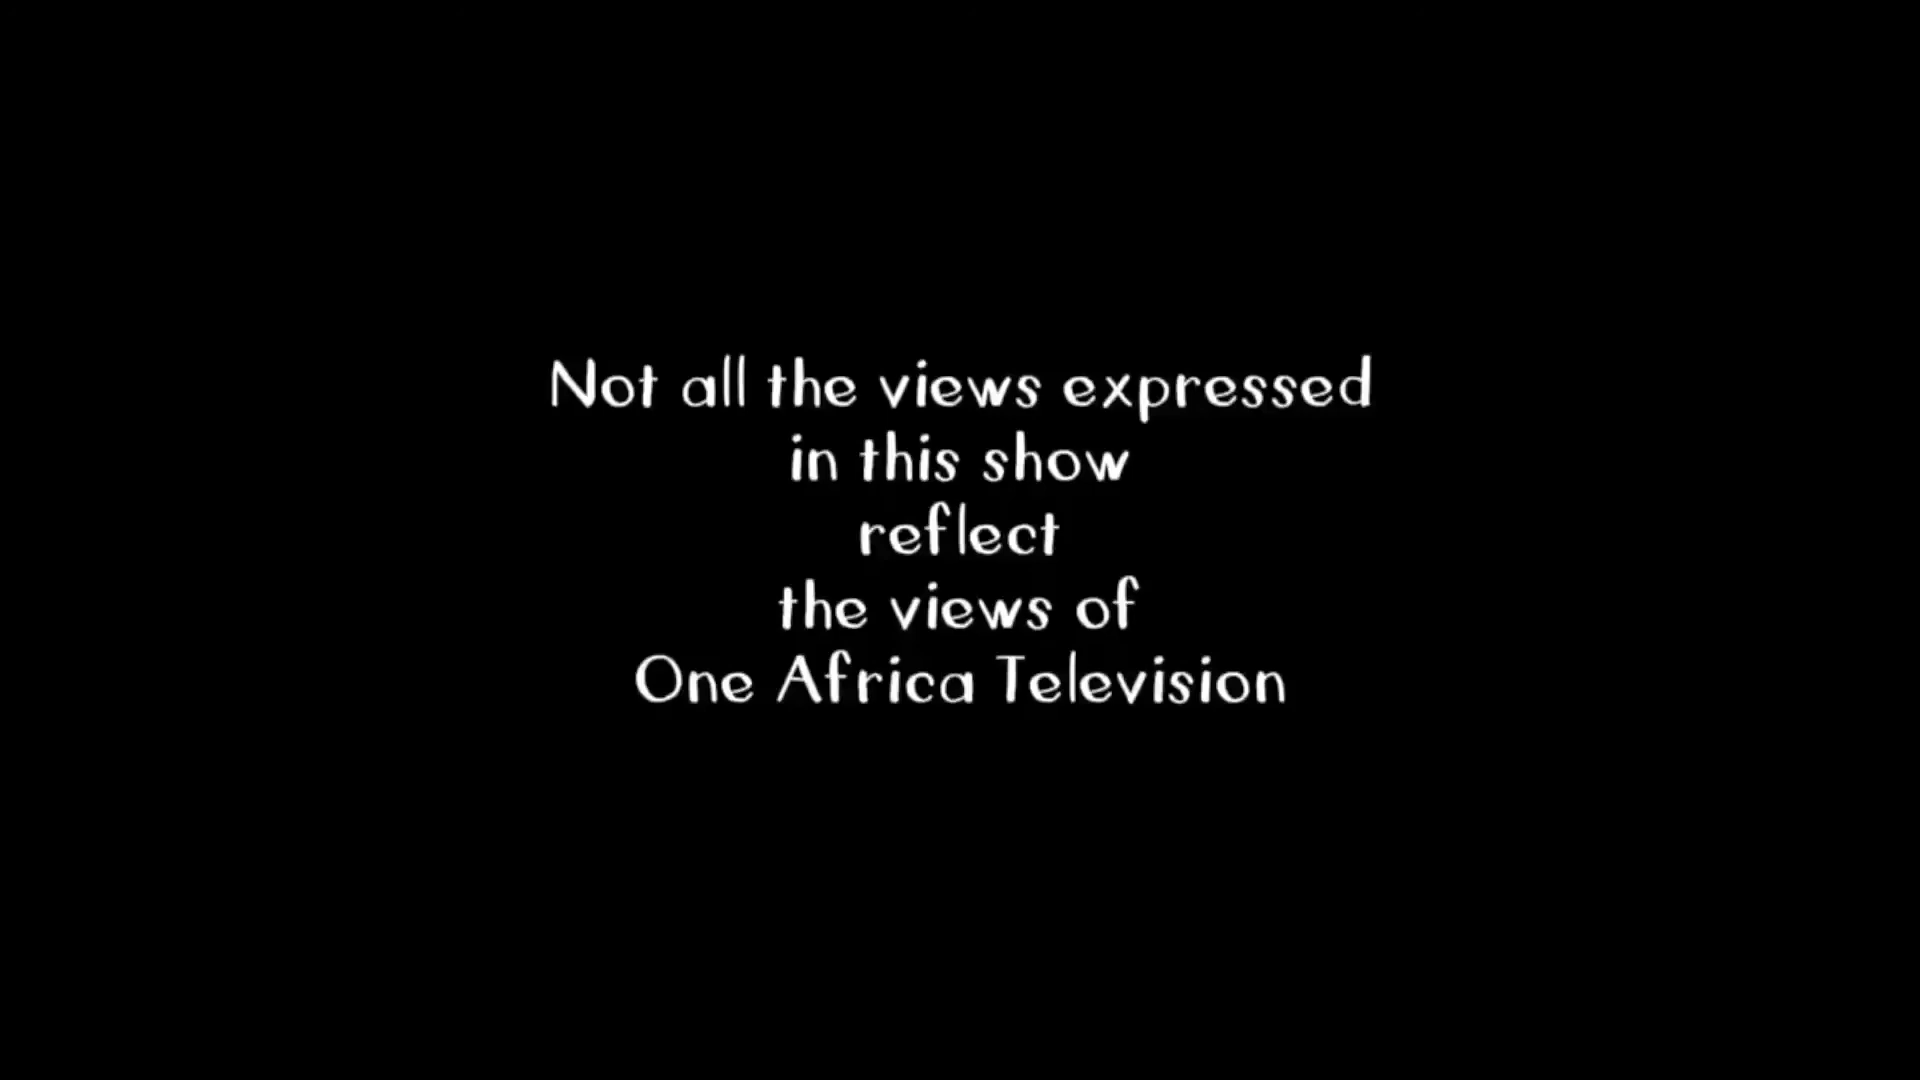 Not all the views expressed
in this show
reflect
the views of
One Africa Television